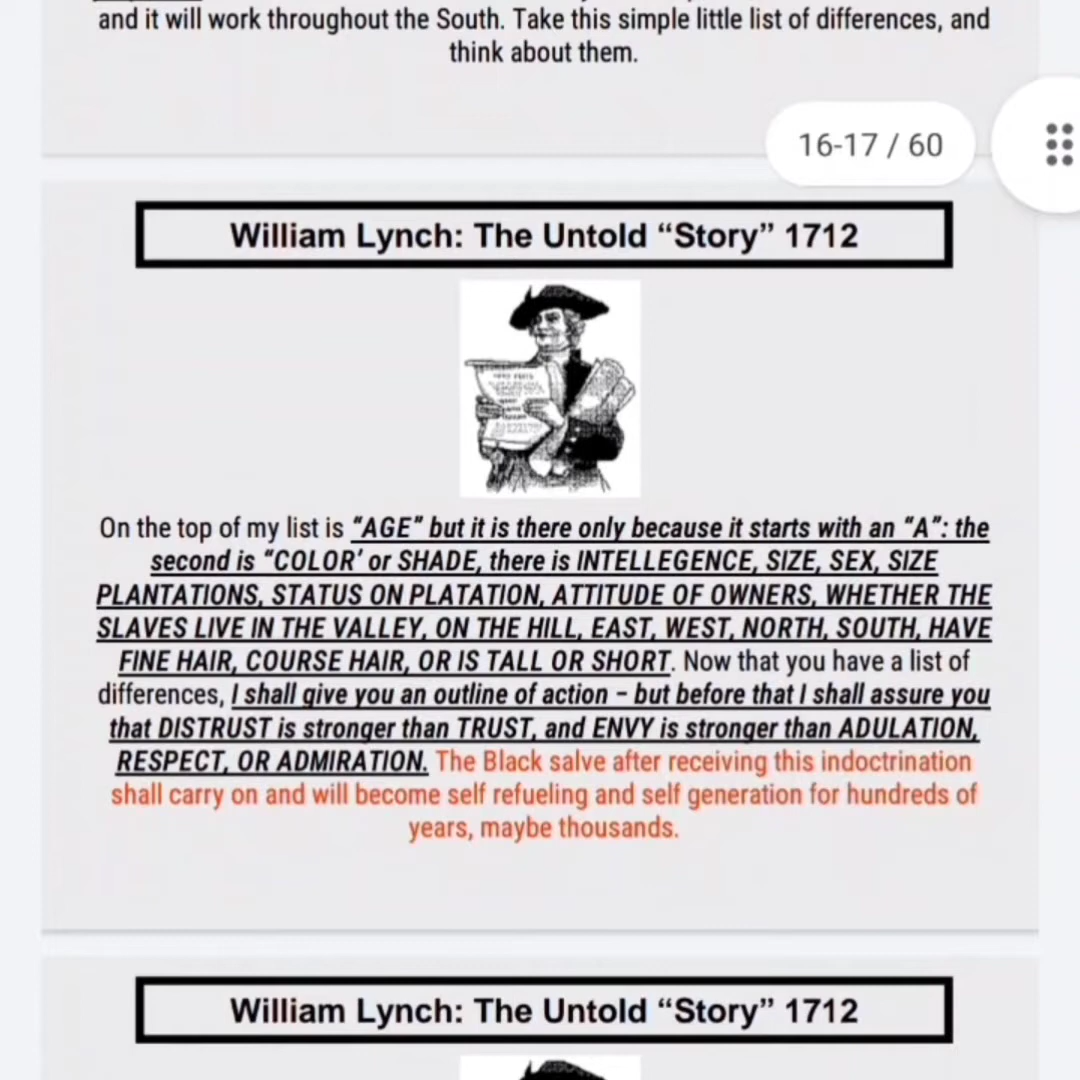 and it will work throughout the South. Take this simple little list of differences, and
think about them.
16-17 / 60
William Lynch: The Untold “Story” 1712
On the top of my list is “AGE” but it is there only because it starts with an “A”: the
second is “COLOR’ or SHADE, there is INTELLEGENCE, SIZE, SEX, SIZE
PLANTATIONS, STATUS ON PLATATION, ATTITUDE OF OWNERS, WHETHER THE
SLAVES LIVE IN THE VALLEY, ON THE HILL, EAST, WEST, NORTH, SOUTH, HAVE
FINE HAIR, COURSE HAIR, OR IS TALL OR SHORT. Now that you have a list of
differences, I shall give you an outline of action – but before that I shall assure you
that DISTRUST is stronger than TRUST, and ENVY is stronger than ADULATION,
RESPECT, OR ADMIRATION. The Black salve after receiving this indoctrination
shall carry on and will become self refueling and self generation for hundreds of
years, maybe thousands.
William Lynch: The Untold “Story” 1712